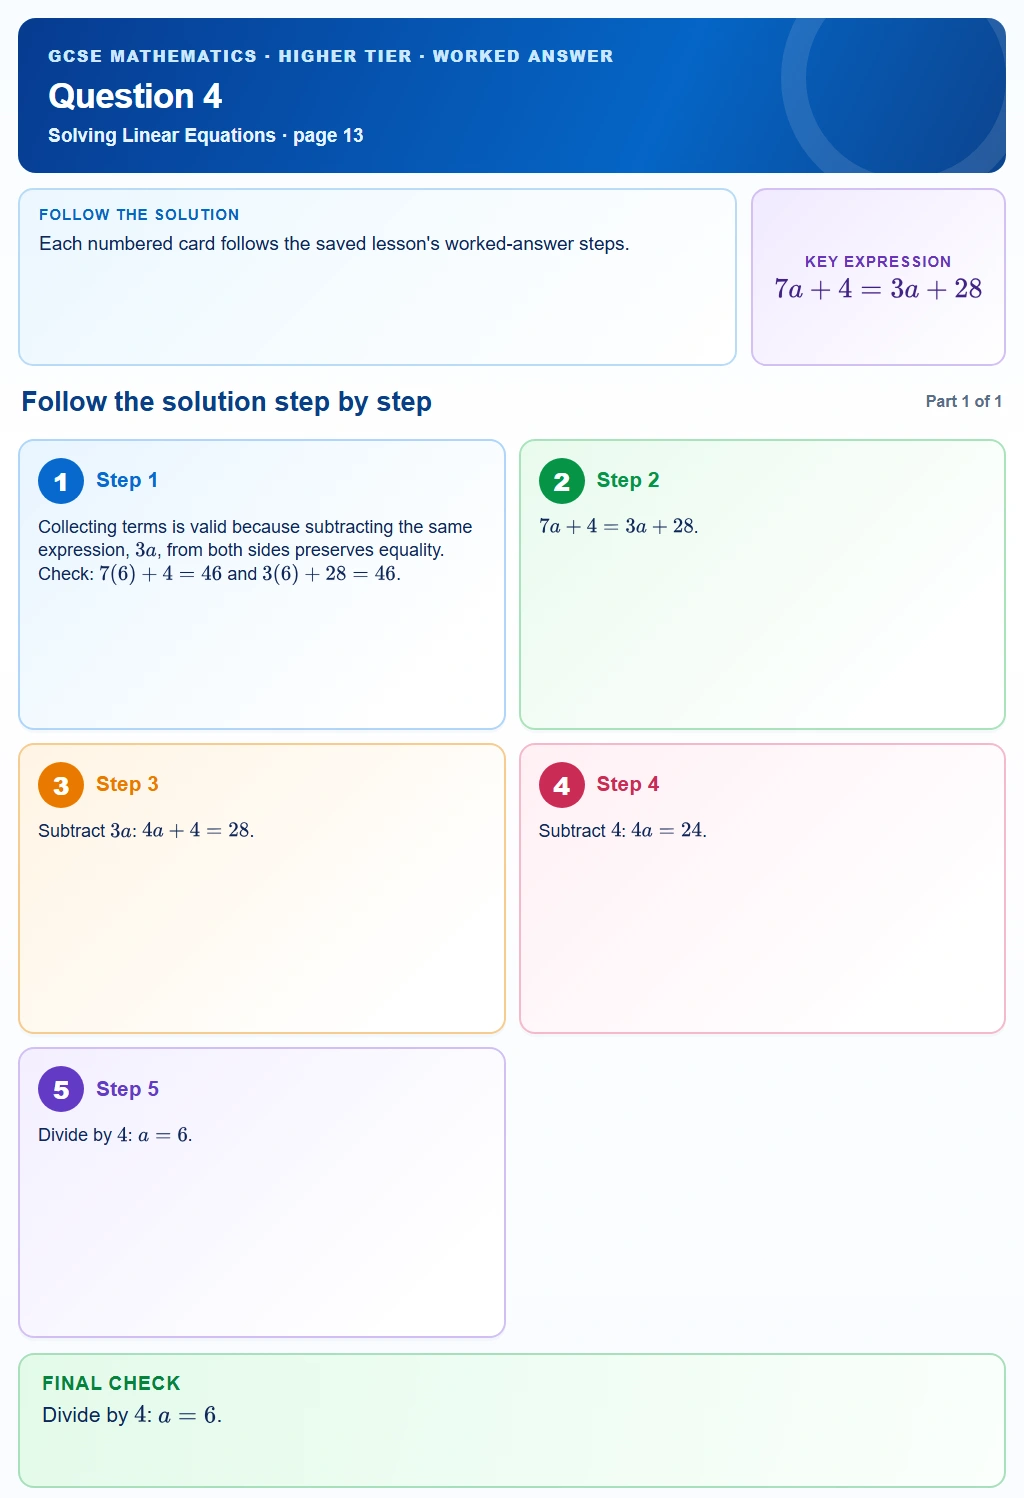 GCSE MATHEMATICS · HIGHER TIER · WORKED ANSWER
Question 4
Solving Linear Equations · page 13
FOLLOW THE SOLUTION
Each numbered card follows the saved lesson's worked-answer steps.
KEY EXPRESSION
7a + 4 = 3a + 28
Follow the solution step by step
Part 1 of 1
1 Step 1
Collecting terms is valid because subtracting the same
expression, 3a, from both sides preserves equality.
Check: 7(6) + 4 = 46 and 3(6) + 28 = 46.
2 Step 2
7a + 4 = 3a + 28.
3 Step 3
Subtract 3a: 4a + 4 = 28.
4 Step 4
Subtract 4: 4a = 24.
5 Step 5
Divide by 4: a = 6.
FINAL CHECK
Divide by 4: a = 6.